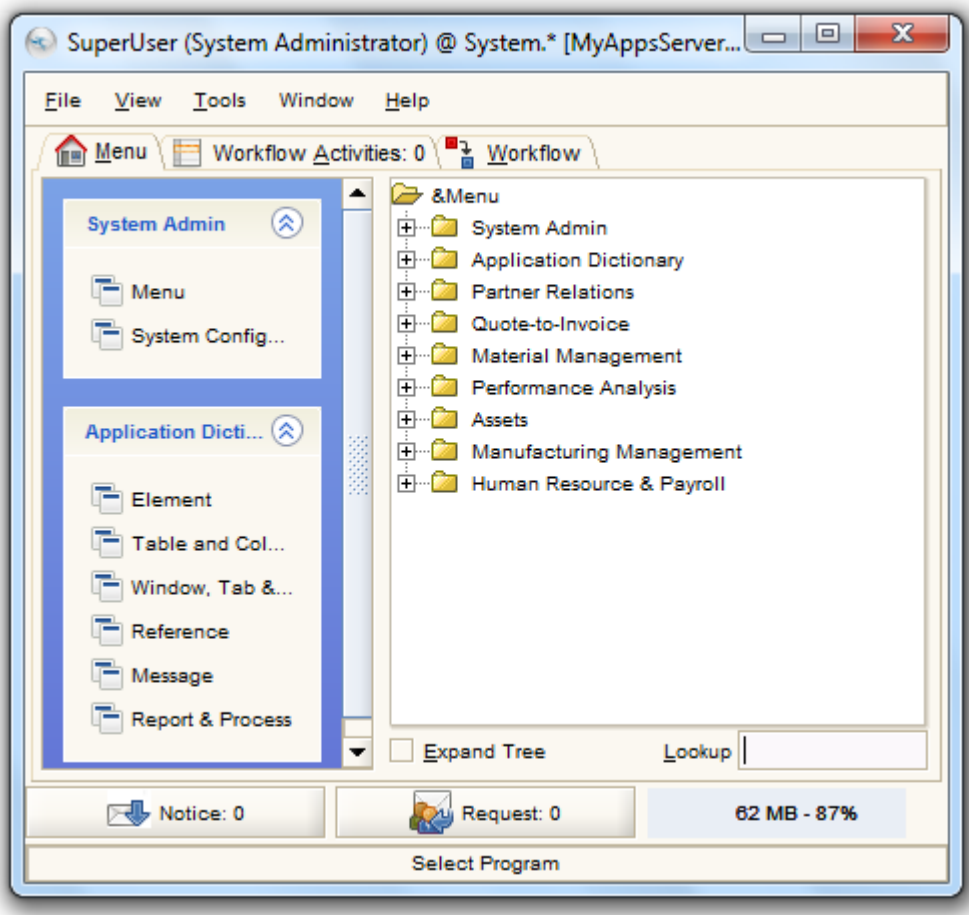 SuperUser (System Administrator) @ System.* [MyAppsServer...
File View Tools Window Help
Menu Workflow Activities: 0 Workflow
System Admin
Menu
System Config...
Application Dicti...
Element
Table and Col...
Window, Tab &...
Reference
Message
Report & Process
&Menu
System Admin
Application Dictionary
Partner Relations
Quote-to-Invoice
Material Management
Performance Analysis
Assets
Manufacturing Management
Human Resource & Payroll
Expand Tree Lookup
Notice: 0 Request: 0 62 MB - 87%
Select Program